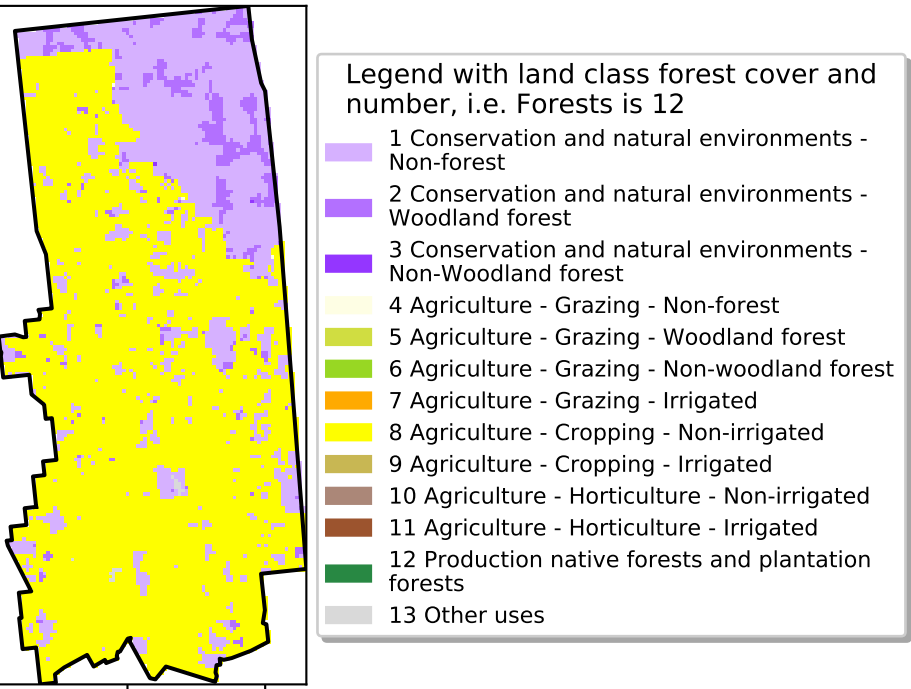 Legend with land class forest cover and
number, i.e. Forests is 12
1 Conservation and natural environments -
Non-forest
2 Conservation and natural environments -
Woodland forest
3 Conservation and natural environments -
Non-Woodland forest
4 Agriculture - Grazing - Non-forest
5 Agriculture - Grazing - Woodland forest
6 Agriculture - Grazing - Non-woodland forest
7 Agriculture - Grazing - Irrigated
8 Agriculture - Cropping - Non-irrigated
9 Agriculture - Cropping - Irrigated
10 Agriculture - Horticulture - Non-irrigated
11 Agriculture - Horticulture - Irrigated
12 Production native forests and plantation
forests
13 Other uses